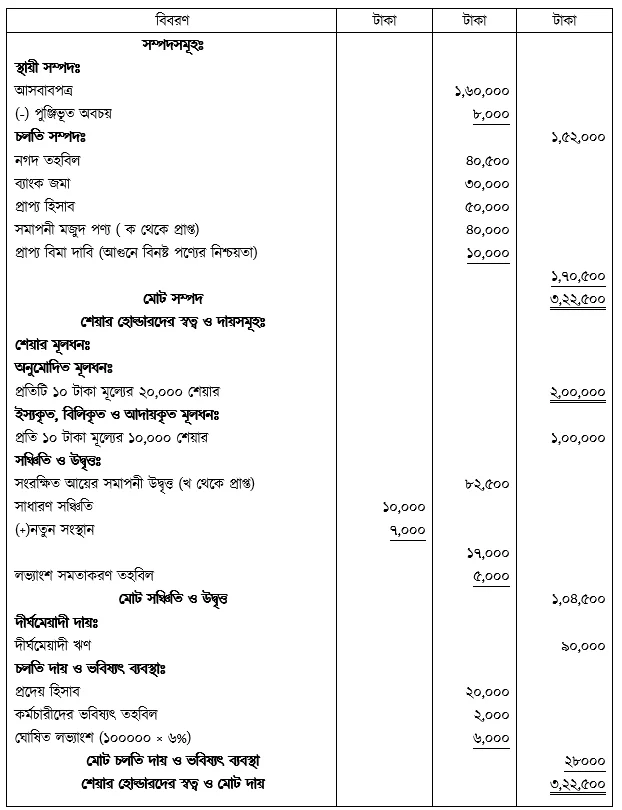 বিবরণ টাকা টাকা টাকা
সম্পদসমূহঃ
স্থায়ী সম্পদঃ
আসবাবপত্র ১,৬০,০০০
(-) পুঞ্জিভূত অবচয় ৮,০০০
চলতি সম্পদঃ ১,৫২,০০০
নগদ তহবিল ৪০,৫০০
ব্যাংক জমা ৩০,০০০
প্রাপ্য হিসাব ৫০,০০০
সমাপনী মজুদ পণ্য ( ক থেকে প্রাপ্ত) ৪০,০০০
প্রাপ্য বিমা দাবি (আগুনে বিনষ্ট পণ্যের নিশ্চয়তা) ১০,০০০
১,৭০,৫০০
মোট সম্পদ ৩,২২,৫০০
শেয়ার হোল্ডারদের স্বত্ব ও দায়সমূহঃ
শেয়ার মূলধনঃ
অনুমোদিত মূলধনঃ
প্রতিটি ১০ টাকা মূল্যের ২০,০০০ শেয়ার ২,০০,০০০
ইস্যকৃত, বিলিকৃত ও আদায়কৃত মূলধনঃ
প্রতি ১০ টাকা মূল্যের ১০,০০০ শেয়ার ১,০০,০০০
সঞ্চিতি ও উদ্বৃত্তঃ
সংরক্ষিত আয়ের সমাপনী উদ্বৃত্ত (খ থেকে প্রাপ্ত) ৮২,৫০০
সাধারণ সঞ্চিতি ১০,০০০
(+)নতুন সংস্থান ৭,০০০
১৭,০০০
লভ্যাংশ সমতাকরণ তহবিল ৫,০০০
মোট সঞ্চিতি ও উদ্বৃত্ত ১,০৪,৫০০
দীর্ঘমেয়াদী দায়ঃ
দীর্ঘমেয়াদী ঋণ ৯০,০০০
চলতি দায় ও ভবিষ্যৎ ব্যবস্থাঃ
প্রদেয় হিসাব ২০,০০০
কর্মচারীদের ভবিষ্যৎ তহবিল ২,০০০
ঘোষিত লভ্যাংশ (১০০০০০ × ৬%) ৬,০০০
মোট চলতি দায় ও ভবিষ্যৎ ব্যবস্থা ২৮০০০
শেয়ার হোল্ডারদের স্বত্ব ও মোট দায় ৩,২২,৫০০